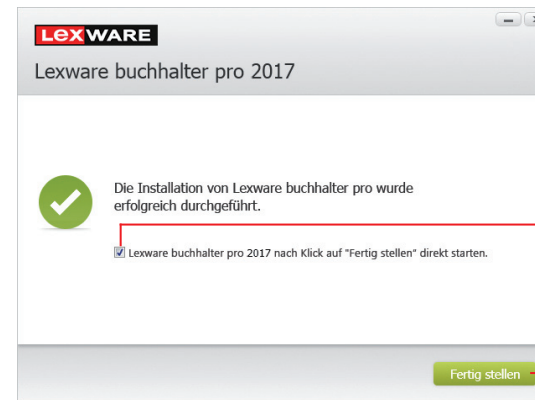 LEXWARE
Lexware buchhalter pro 2017
Die Installation von Lexware buchhalter pro wurde
erfolgreich durchgeführt.
Lexware buchhalter pro 2017 nach Klick auf "Fertig stellen" direkt starten.
Fertig stellen